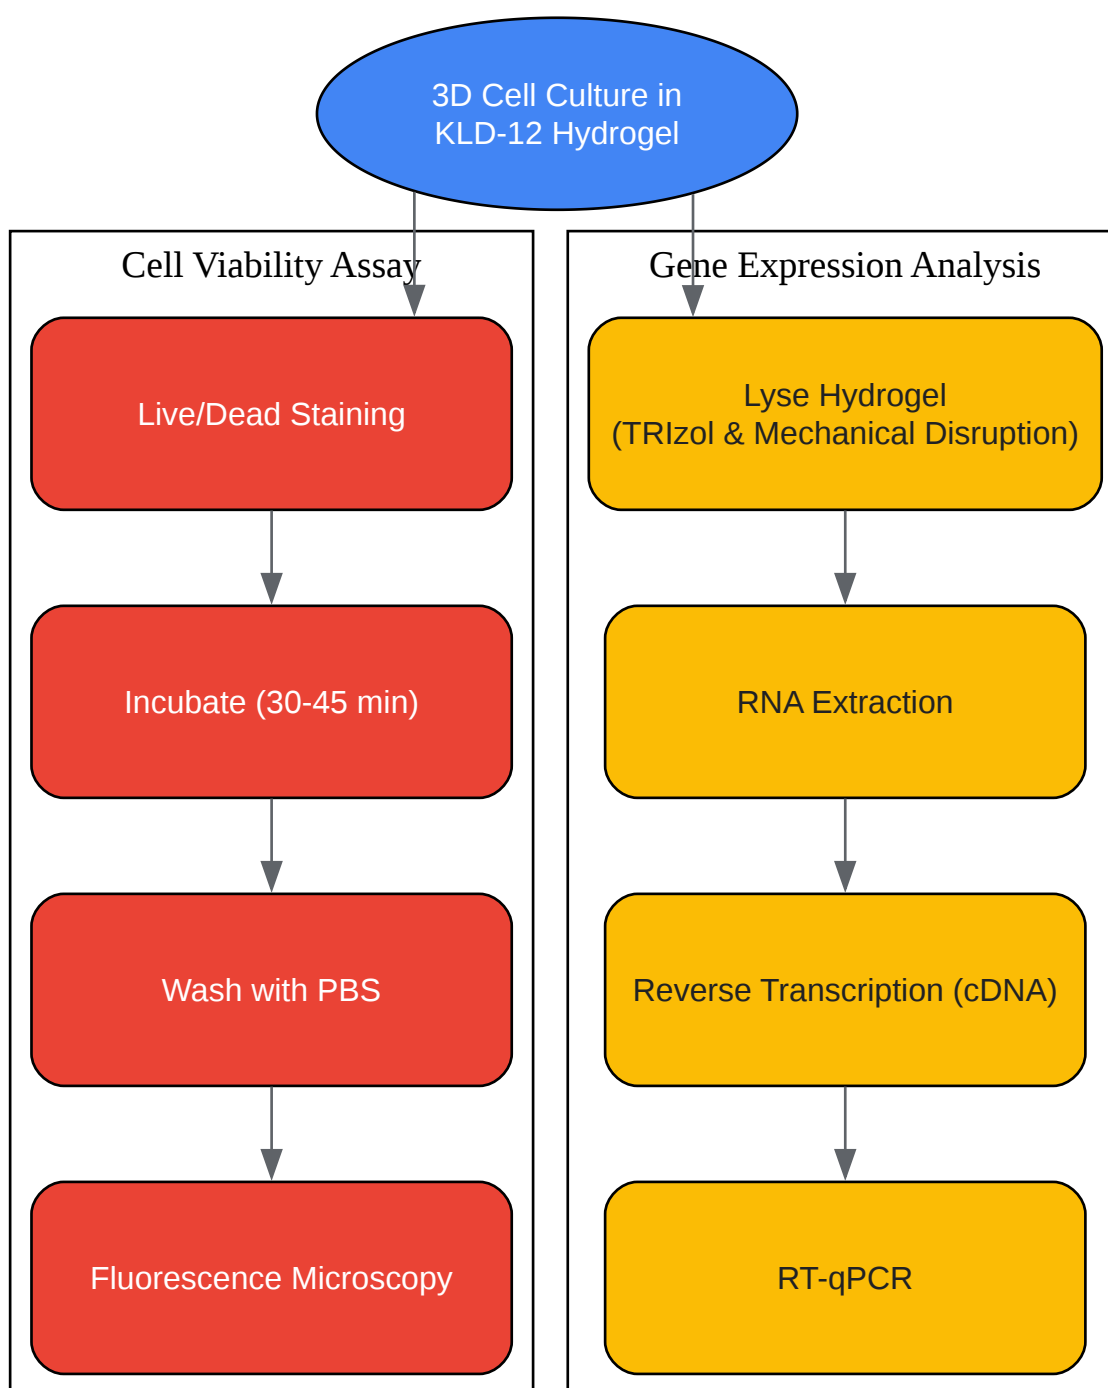 3D Cell Culture in
KLD-12 Hydrogel
Cell Viability Assay
Live/Dead Staining
Incubate (30-45 min)
Wash with PBS
Fluorescence Microscopy
Gene Expression Analysis
Lyse Hydrogel
(TRIzol & Mechanical Disruption)
RNA Extraction
Reverse Transcription (cDNA)
RT-qPCR